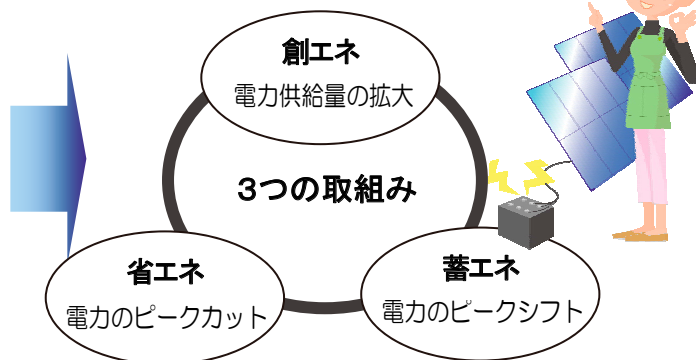 創エネ
電力供給量の拡大
3つの取組み
省エネ
電力のピークカット
蓄エネ
電力のピークシフト